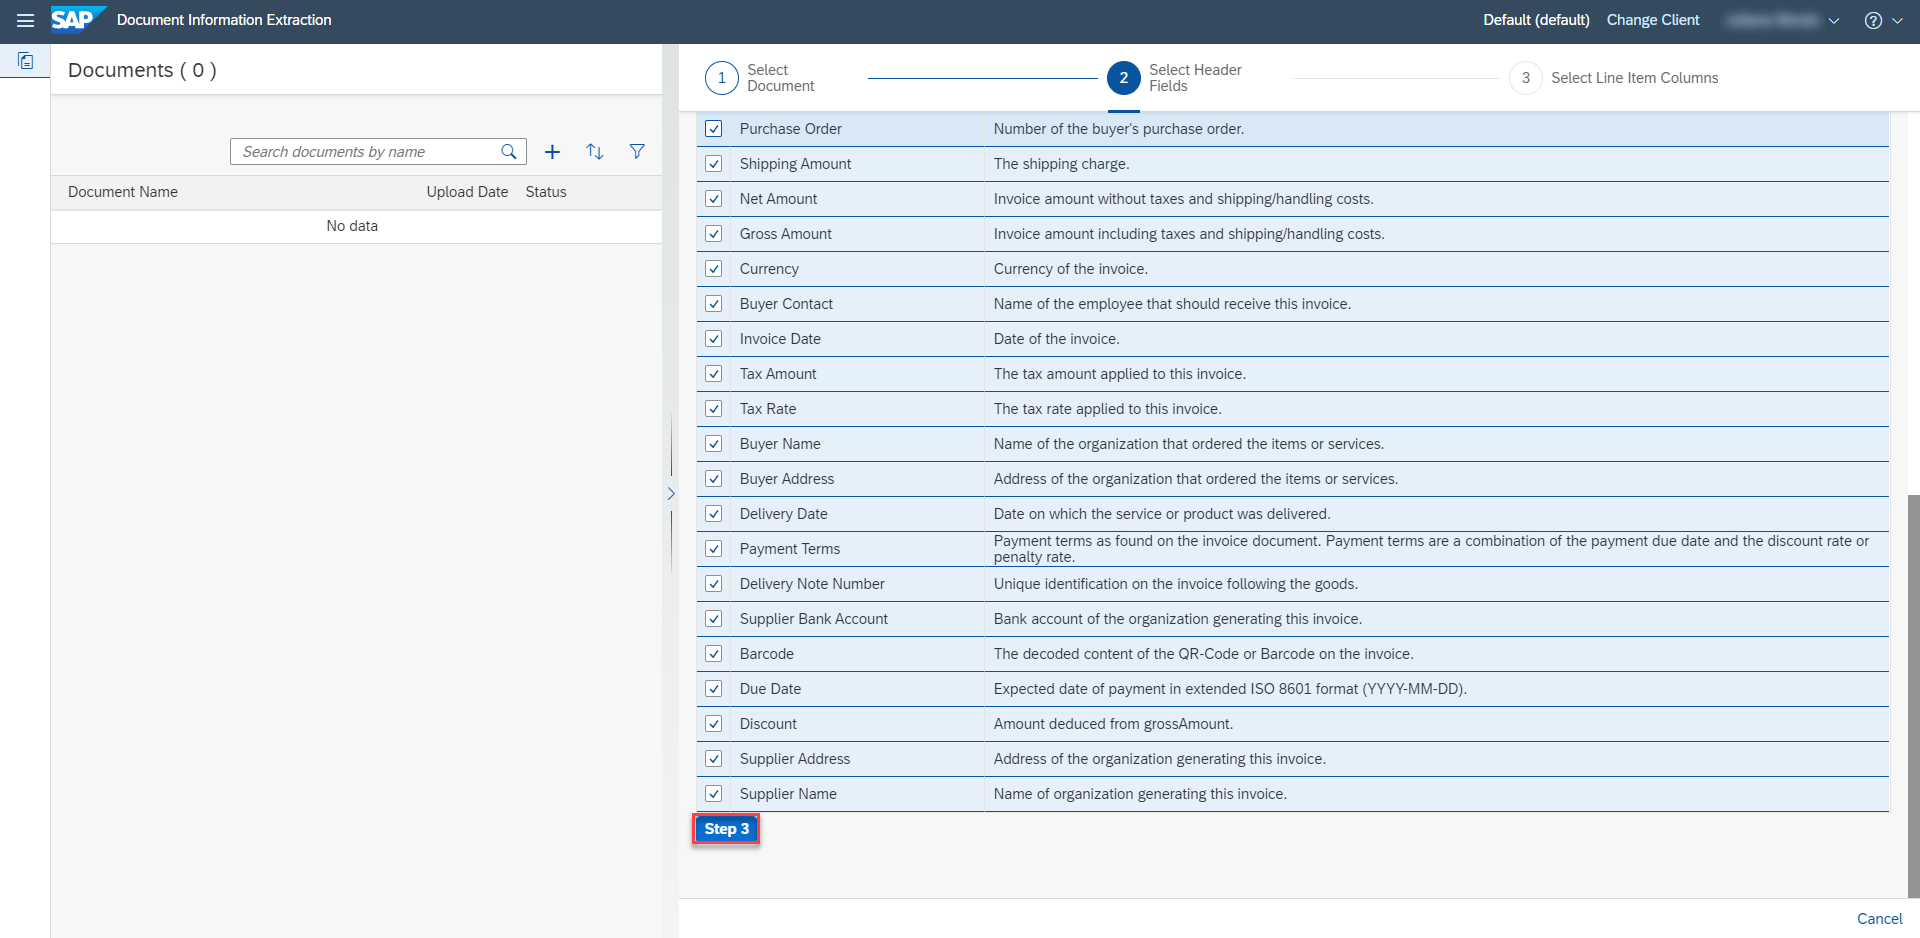 SAP Document Information Extraction
Default (default) Change Client
Documents ( 0 )
Search documents by name
Document Name Upload Date Status
No data
1 Select Document
2 Select Header Fields
3 Select Line Item Columns
Purchase Order Number of the buyer's purchase order.
Shipping Amount The shipping charge.
Net Amount Invoice amount without taxes and shipping/handling costs.
Gross Amount Invoice amount including taxes and shipping/handling costs.
Currency Currency of the invoice.
Buyer Contact Name of the employee that should receive this invoice.
Invoice Date Date of the invoice.
Tax Amount The tax amount applied to this invoice.
Tax Rate The tax rate applied to this invoice.
Buyer Name Name of the organization that ordered the items or services.
Buyer Address Address of the organization that ordered the items or services.
Delivery Date Date on which the service or product was delivered.
Payment Terms Payment terms as found on the invoice document. Payment terms are a combination of the payment due date and the discount rate or
penalty rate.
Delivery Note Number Unique identification on the invoice following the goods.
Supplier Bank Account Bank account of the organization generating this invoice.
Barcode The decoded content of the QR-Code or Barcode on the invoice.
Due Date Expected date of payment in extended ISO 8601 format (YYYY-MM-DD).
Discount Amount deduced from grossAmount.
Supplier Address Address of the organization generating this invoice.
Supplier Name Name of organization generating this invoice.
Step 3
Cancel